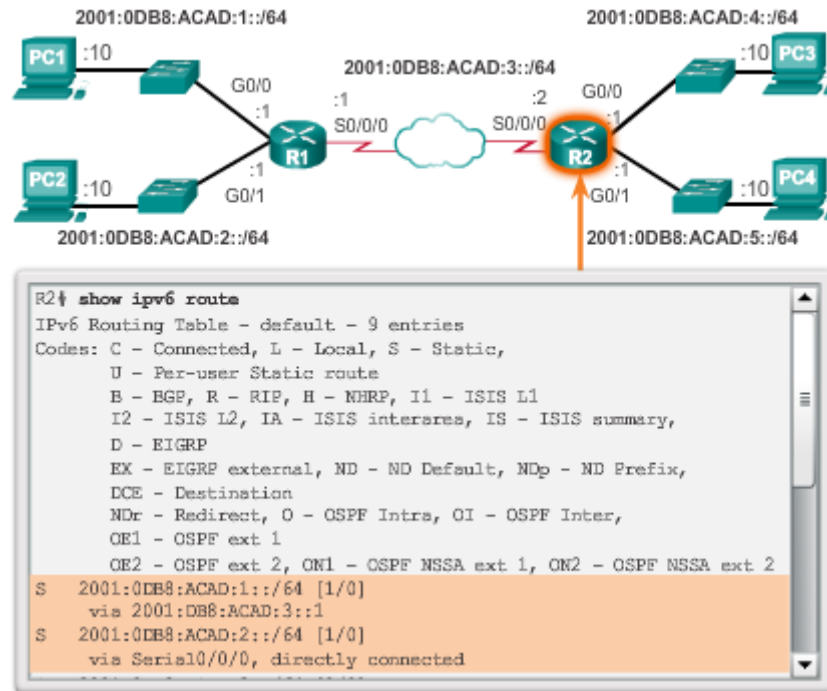 2001:0DB8:ACAD:1::/64
2001:0DB8:ACAD:4::/64
PC1
:10
:10
PC3
2001:0DB8:ACAD:3::/64
G0/0
:1
:1
S0/0/0
:2
S0/0/0
G0/0
:1
R1
R2
:1
G0/1
:1
G0/1
PC2
:10
:10
PC4
2001:0DB8:ACAD:2::/64
2001:0DB8:ACAD:5::/64
R2# show ipv6 route
IPv6 Routing Table - default - 9 entries
Codes: C - Connected, L - Local, S - Static,
U - Per-user Static route
B - BGP, R - RIP, H - NHRP, I1 - ISIS L1
I2 - ISIS L2, IA - ISIS interarea, IS - ISIS summary,
D - EIGRP
EX - EIGRP external, ND - ND Default, NDp - ND Prefix,
DCE - Destination
NDr - Redirect, O - OSPF Intra, OI - OSPF Inter,
OE1 - OSPF ext 1
OE2 - OSPF ext 2, ON1 - OSPF NSSA ext 1, ON2 - OSPF NSSA ext 2
S 2001:0DB8:ACAD:1::/64 [1/0]
via 2001:DB8:ACAD:3::1
S 2001:0DB8:ACAD:2::/64 [1/0]
via Serial0/0/0, directly connected